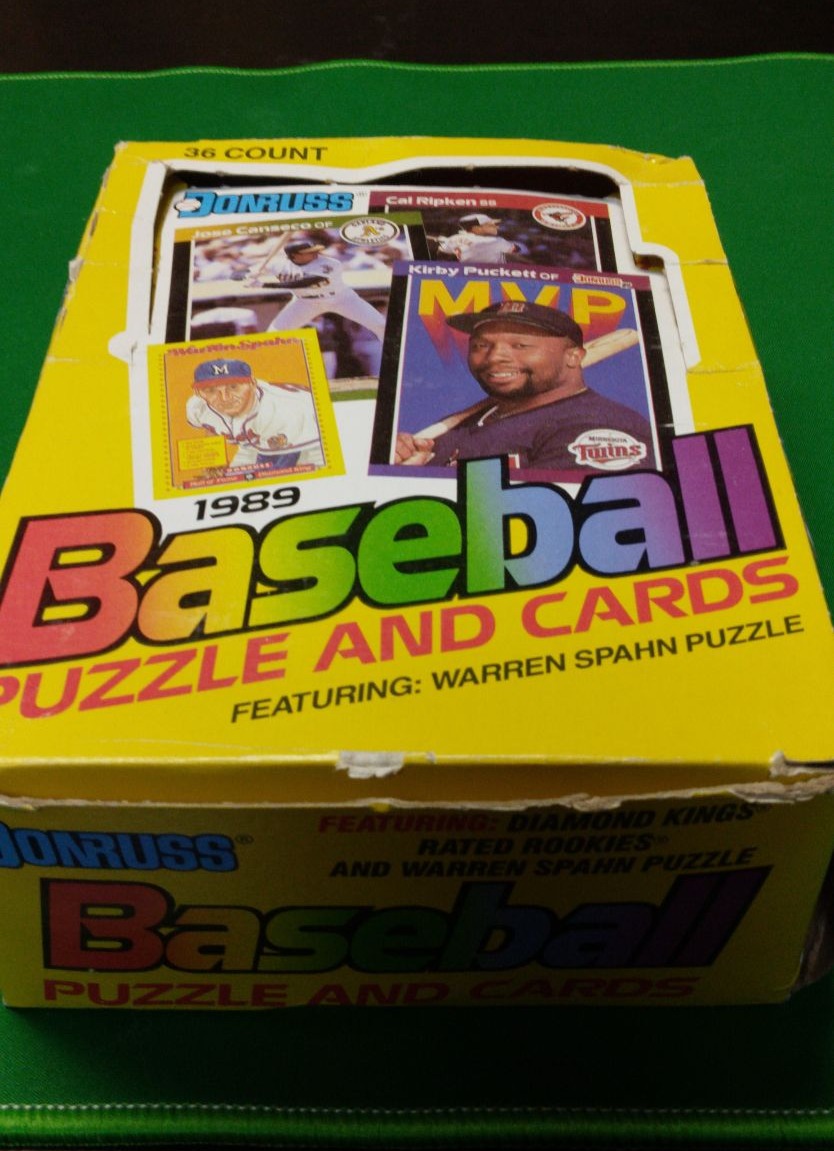 36 COUNT
DONRUSS®
Cal Ripken SS
Jose Canseco OF
Kirby Puckett OF
DONRUSS
MVP
Warren Spahn
M
MINNESOTA
Twins
1989
Baseball
PUZZLE AND CARDS
FEATURING: WARREN SPAHN PUZZLE
DONRUSS®
FEATURING: DIAMOND KINGS®
RATED ROOKIES®
AND WARREN SPAHN PUZZLE
Baseball
PUZZLE AND CARDS